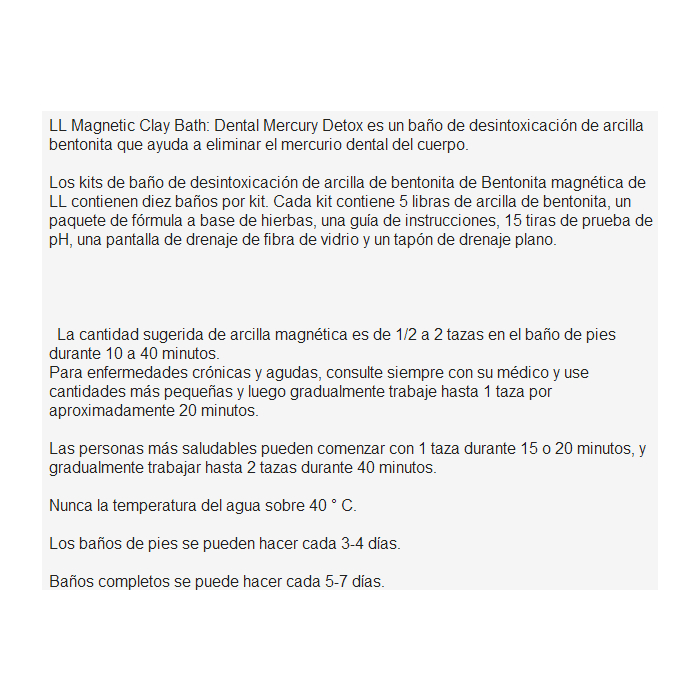 LL Magnetic Clay Bath: Dental Mercury Detox es un baño de desintoxicación de arcilla
bentonita que ayuda a eliminar el mercurio dental del cuerpo.
Los kits de baño de desintoxicación de arcilla de bentonita de Bentonita magnética de
LL contienen diez baños por kit. Cada kit contiene 5 libras de arcilla de bentonita, un
paquete de fórmula a base de hierbas, una guía de instrucciones, 15 tiras de prueba de
pH, una pantalla de drenaje de fibra de vidrio y un tapón de drenaje plano.
La cantidad sugerida de arcilla magnética es de 1/2 a 2 tazas en el baño de pies
durante 10 a 40 minutos.
Para enfermedades crónicas y agudas, consulte siempre con su médico y use
cantidades más pequeñas y luego gradualmente trabaje hasta 1 taza por
aproximadamente 20 minutos.
Las personas más saludables pueden comenzar con 1 taza durante 15 o 20 minutos, y
gradualmente trabajar hasta 2 tazas durante 40 minutos.
Nunca la temperatura del agua sobre 40 ° C.
Los baños de pies se pueden hacer cada 3-4 días.
Baños completos se puede hacer cada 5-7 días.